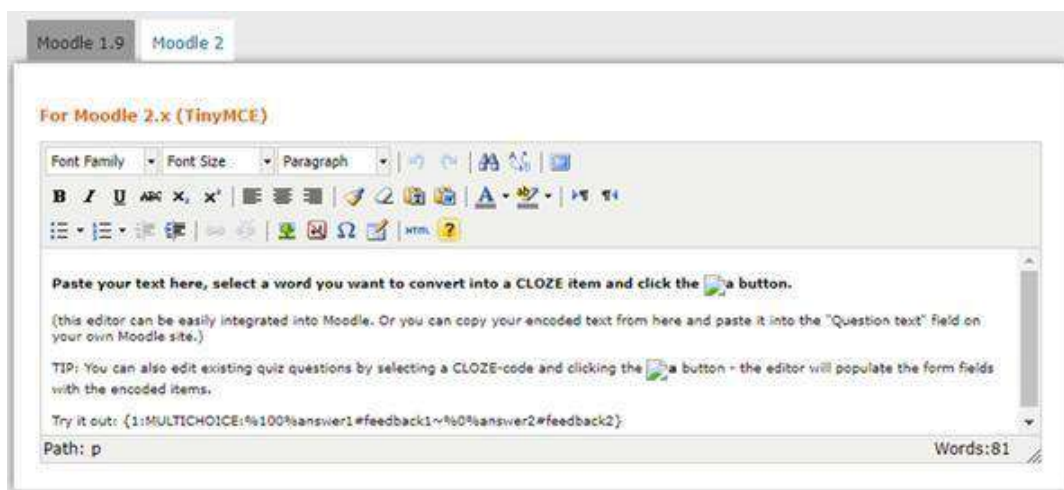 Moodle 1.9 Moodle 2
For Moodle 2.x (TinyMCE)
Font Family Font Size Paragraph
B I U ABC x₂ x² A ab
HTML ?
Paste your text here, select a word you want to convert into a CLOZE item and click the a button.
(this editor can be easily integrated into Moodle. Or you can copy your encoded text from here and paste it into the "Question text" field on
your own Moodle site.)
TIP: You can also edit existing quiz questions by selecting a CLOZE-code and clicking the a button - the editor will populate the form fields
with the encoded items.
Try it out: {1:MULTICHOICE:%100%answer1#feedback1~%0%answer2#feedback2}
Path: p Words:81